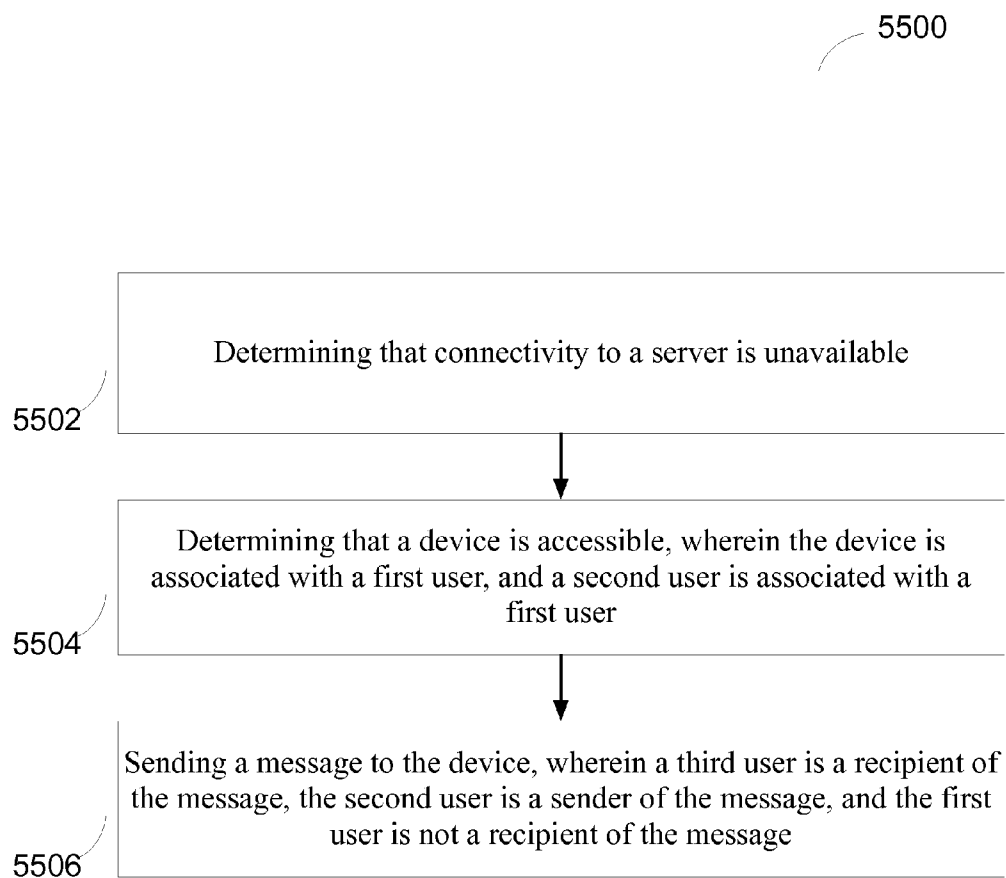 5500
Determining that connectivity to a server is unavailable
5502
Determining that a device is accessible, wherein the device is
associated with a first user, and a second user is associated with a
first user
5504
Sending a message to the device, wherein a third user is a recipient of
the message, the second user is a sender of the message, and the first
user is not a recipient of the message
5506